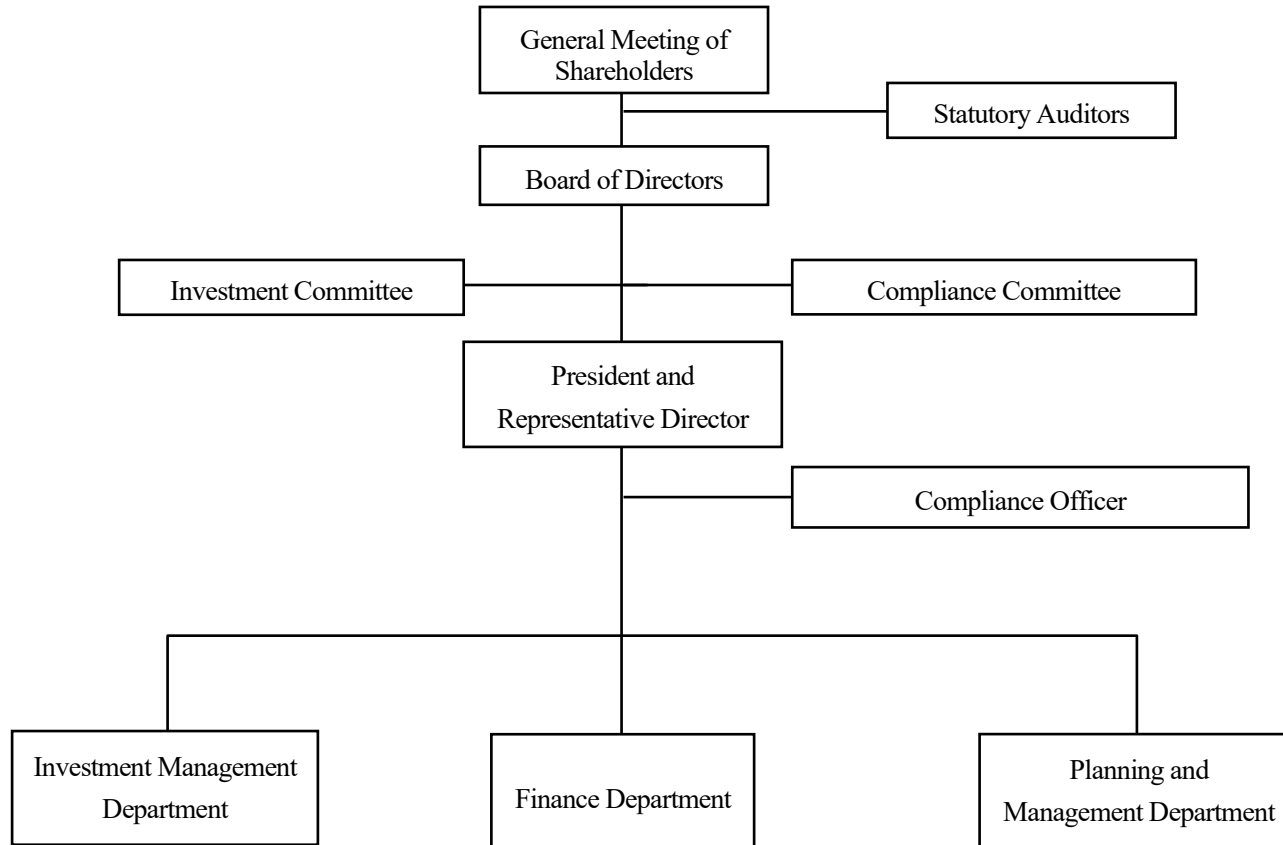 General Meeting of
Shareholders
Statutory Auditors
Board of Directors
Investment Committee
Compliance Committee
President and
Representative Director
Compliance Officer
Investment Management
Department
Finance Department
Planning and
Management Department